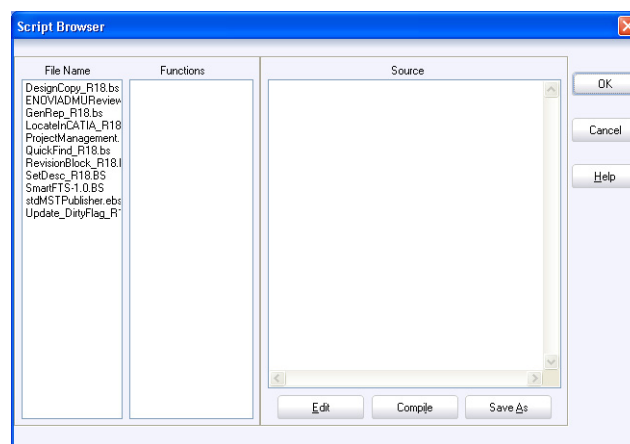 Script Browser
File Name
Functions
Source
DesignCopy_R18.bs
ENOVIADMUReview
GenRep_R18.bs
LocateInCATIA_R18
ProjectManagement.
QuickFind_R18.bs
RevisionBlock_R18.l
SetDesc_R18.BS
SmartFTS-1.0.BS
stdMSTPublisher.ebs
Update_DirtyFlag_R1
OK
Cancel
Help
Edit
Compile
Save As